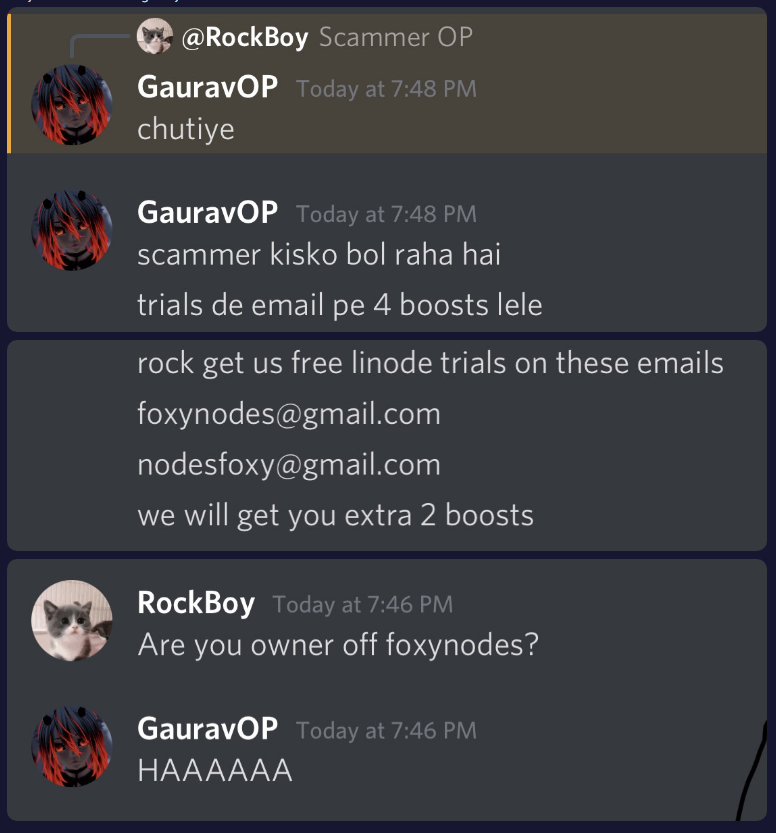 @RockBoy Scammer OP
GauravOP Today at 7:48 PM
chutiye
GauravOP Today at 7:48 PM
scammer kisko bol raha hai
trials de email pe 4 boosts lele
rock get us free linode trials on these emails
foxynodes@gmail.com
nodesfoxy@gmail.com
we will get you extra 2 boosts
RockBoy Today at 7:46 PM
Are you owner off foxynodes?
GauravOP Today at 7:46 PM
HAAAAAA